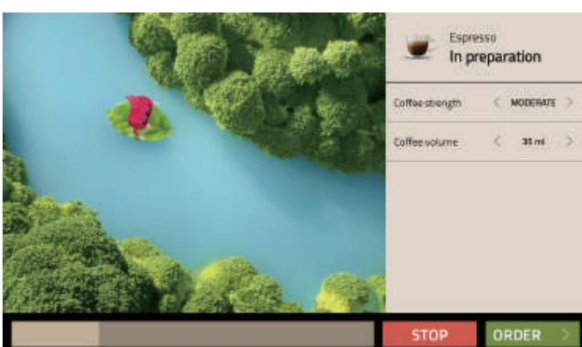 Espresso
In preparation
Coffee strength < MODERATE >
Coffee volume < 35 ml >
STOP ORDER >